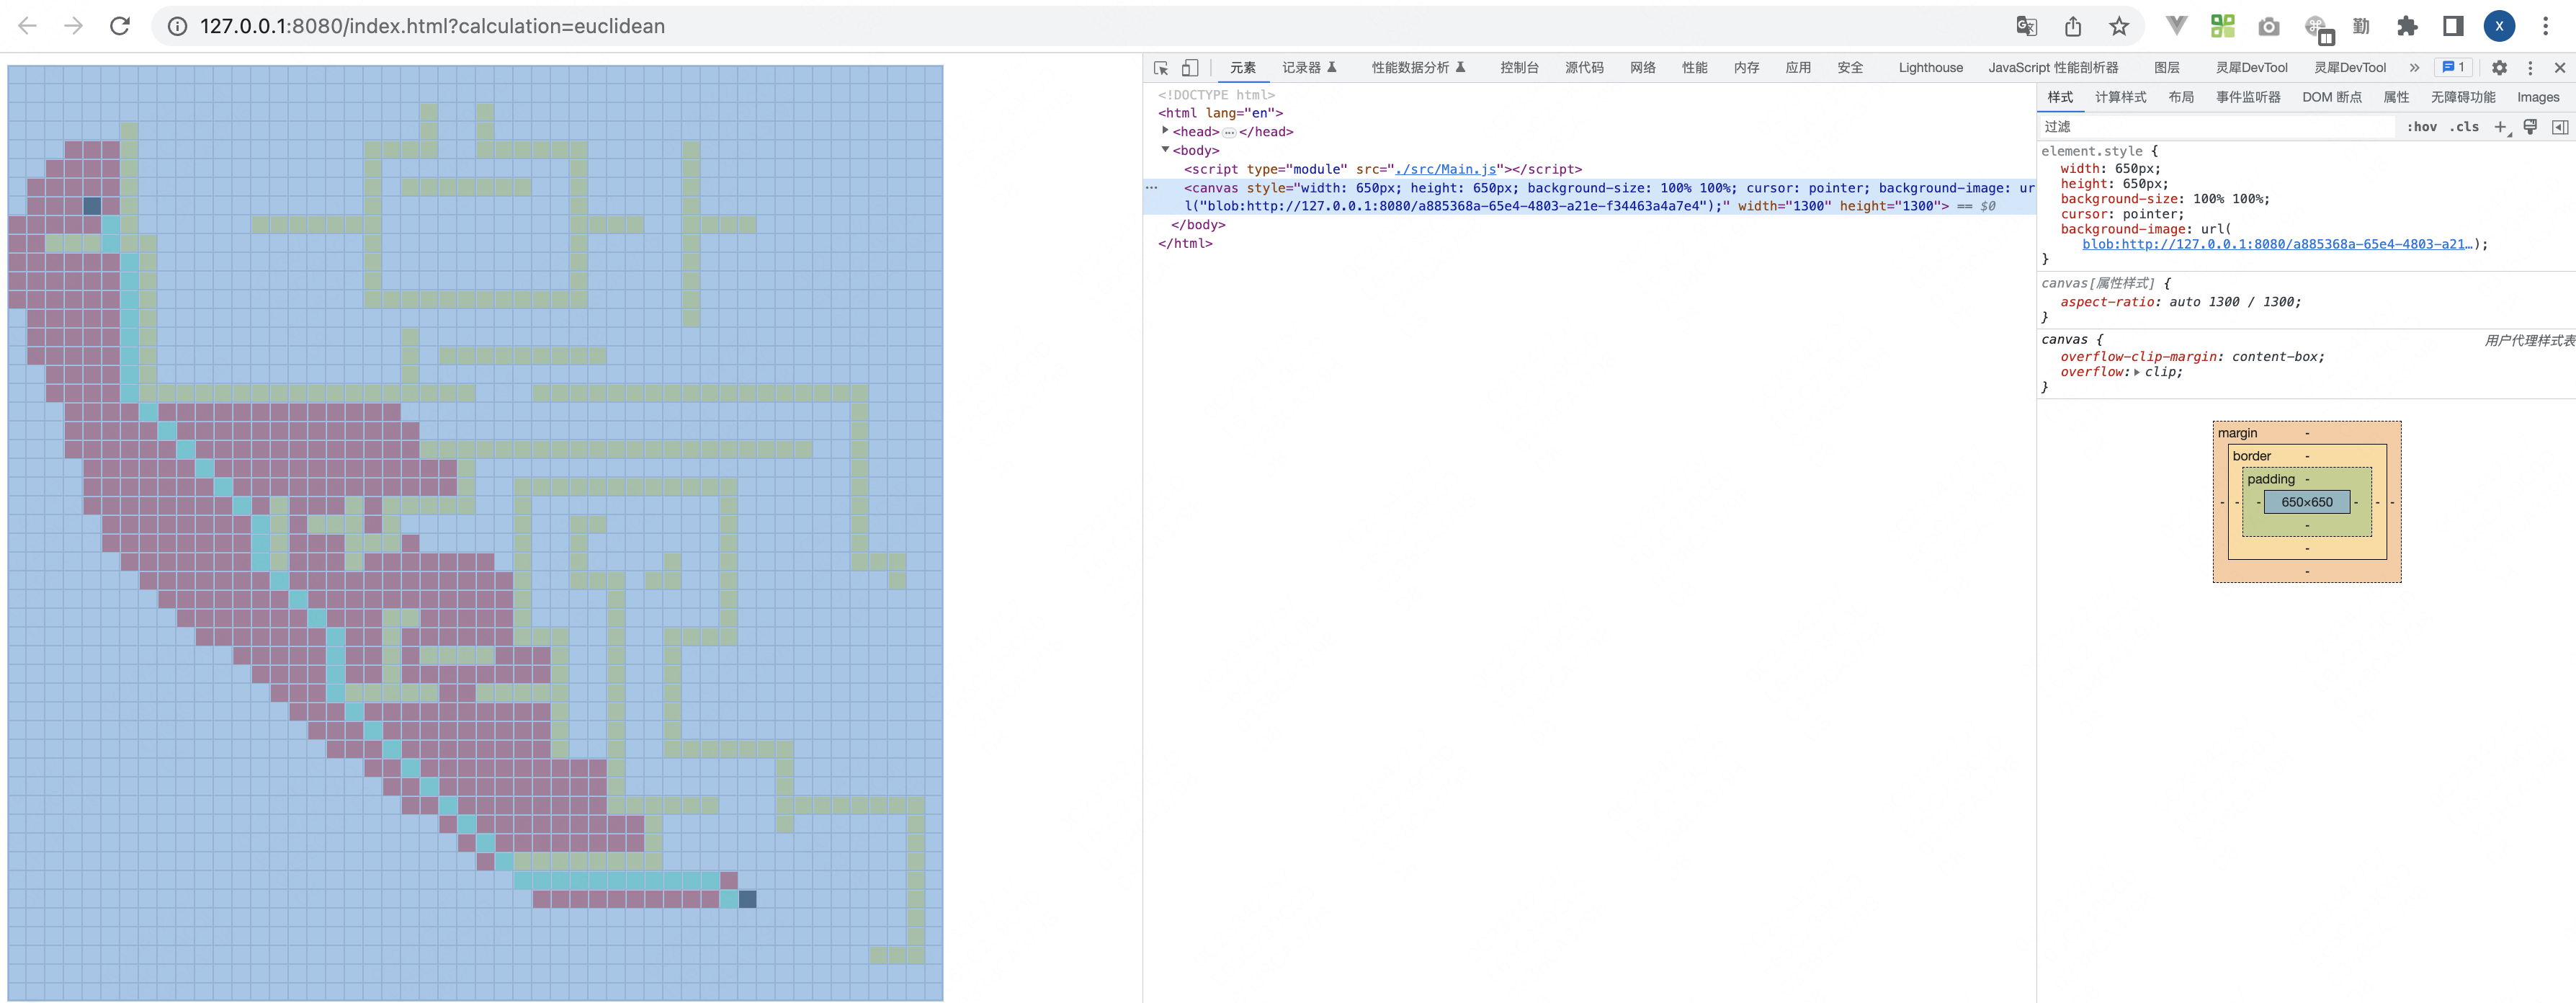 127.0.0.1:8080/index.html?calculation=euclidean
勤
X
元素 记录器 性能数据分析 控制台 源代码 网络 性能 内存 应用 安全 Lighthouse JavaScript 性能剖析器 图层 灵犀DevTool 灵犀DevTool » 1
<!DOCTYPE html>
<html lang="en">
<head>…</head>
<body>
<script type="module" src="./src/Main.js"></script>
<canvas style="width: 650px; height: 650px; background-size: 100% 100%; cursor: pointer; background-image: ur
l("blob:http://127.0.0.1:8080/a885368a-65e4-4803-a21e-f34463a4a7e4");" width="1300" height="1300"> == $0
</body>
</html>
样式 计算样式 布局 事件监听器 DOM 断点 属性 无障碍功能 Images
过滤 :hov .cls
element.style {
width: 650px;
height: 650px;
background-size: 100% 100%;
cursor: pointer;
background-image: url(
blob:http://127.0.0.1:8080/a885368a-65e4-4803-a21…);
}
canvas[属性样式] {
aspect-ratio: auto 1300 / 1300;
}
canvas { 用户代理样式表
overflow-clip-margin: content-box;
overflow: clip;
}
margin -
border -
padding -
- - - 650×650 - - -
-
-
-